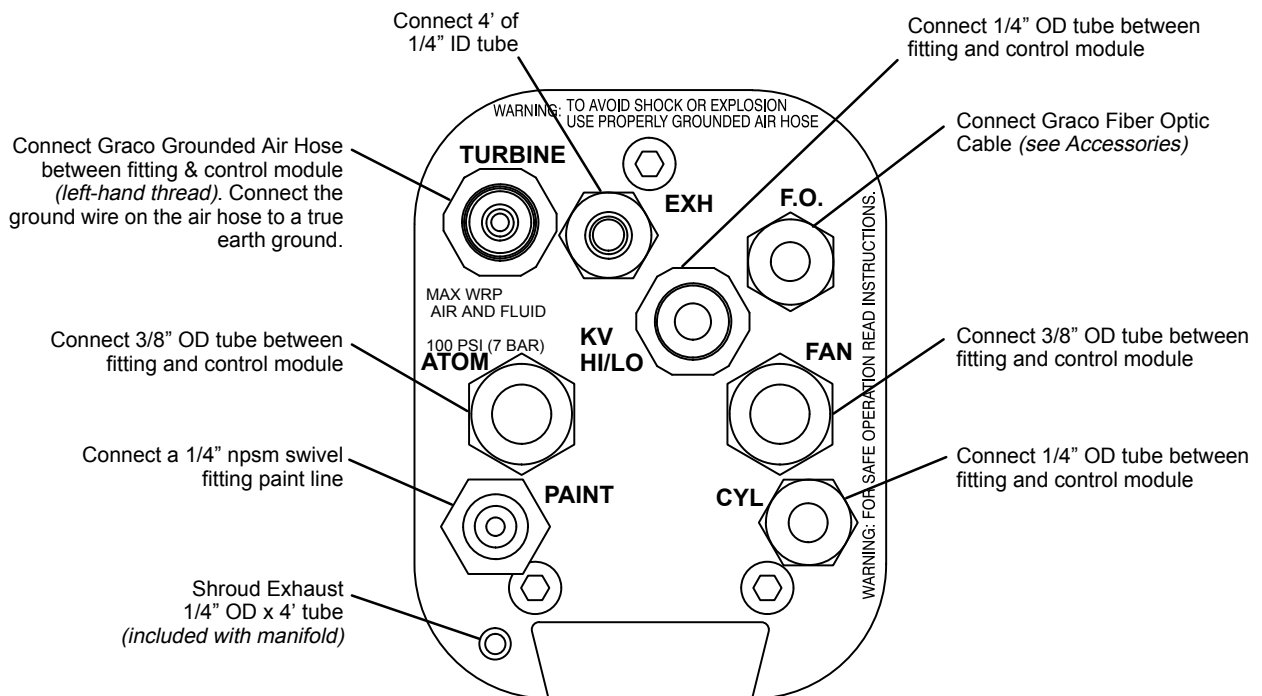 Connect 4’ of
1/4” ID tube
Connect 1/4” OD tube between
fitting and control module
WARNING: TO AVOID SHOCK OR EXPLOSION
USE PROPERLY GROUNDED AIR HOSE
Connect Graco Grounded Air Hose
between fitting & control module
(left-hand thread). Connect the
ground wire on the air hose to a true
earth ground.
Connect Graco Fiber Optic
Cable (see Accessories)
TURBINE
EXH
F.O.
MAX WRP
AIR AND FLUID
100 PSI (7 BAR)
KV
HI/LO
Connect 3/8” OD tube between
fitting and control module
ATOM
FAN
Connect 3/8” OD tube between
fitting and control module
Connect a 1/4” npsm swivel
fitting paint line
PAINT
CYL
Connect 1/4” OD tube between
fitting and control module
WARNING: FOR SAFE OPERATION READ INSTRUCTIONS.
Shroud Exhaust
1/4” OD x 4’ tube
(included with manifold)